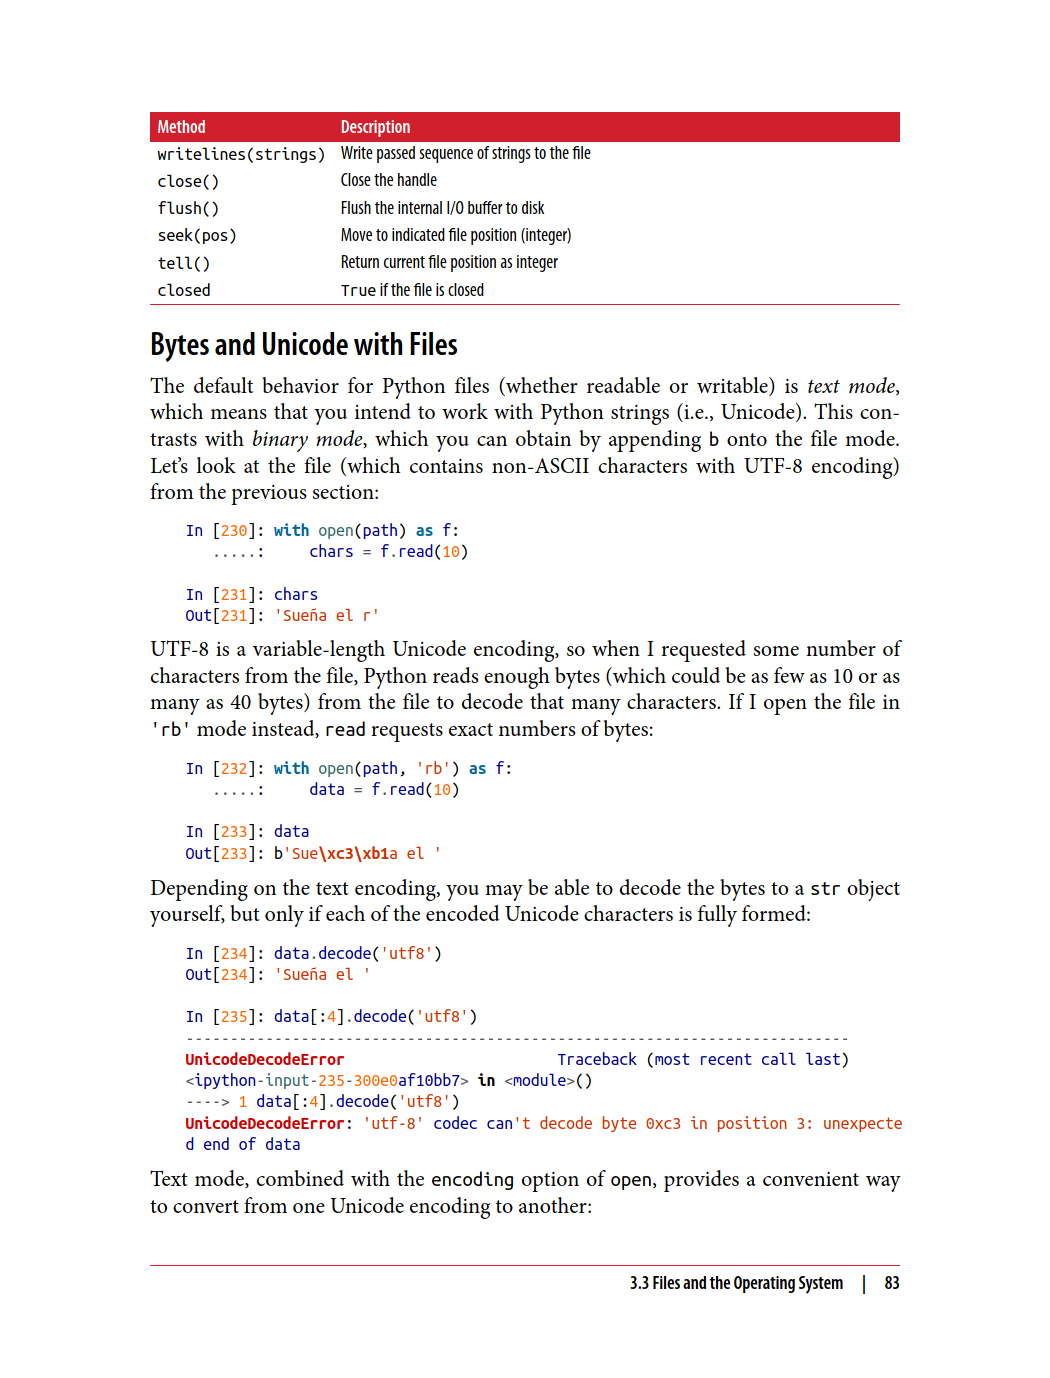 Method Description
writelines(strings) Write passed sequence of strings to the file
close() Close the handle
flush() Flush the internal I/O buffer to disk
seek(pos) Move to indicated file position (integer)
tell() Return current file position as integer
closed True if the file is closed
Bytes and Unicode with Files
The default behavior for Python files (whether readable or writable) is text mode,
which means that you intend to work with Python strings (i.e., Unicode). This con-
trasts with binary mode, which you can obtain by appending b onto the file mode.
Let’s look at the file (which contains non-ASCII characters with UTF-8 encoding)
from the previous section:
In [230]: with open(path) as f:
   .....:     chars = f.read(10)
In [231]: chars
Out[231]: 'Sueña el r'
UTF-8 is a variable-length Unicode encoding, so when I requested some number of
characters from the file, Python reads enough bytes (which could be as few as 10 or as
many as 40 bytes) from the file to decode that many characters. If I open the file in
'rb' mode instead, read requests exact numbers of bytes:
In [232]: with open(path, 'rb') as f:
   .....:     data = f.read(10)
In [233]: data
Out[233]: b'Sue\xc3\xb1a el '
Depending on the text encoding, you may be able to decode the bytes to a str object
yourself, but only if each of the encoded Unicode characters is fully formed:
In [234]: data.decode('utf8')
Out[234]: 'Sueña el '
In [235]: data[:4].decode('utf8')
---------------------------------------------------------------------------
UnicodeDecodeError                        Traceback (most recent call last)
<ipython-input-235-300e0af10bb7> in <module>()
----> 1 data[:4].decode('utf8')
UnicodeDecodeError: 'utf-8' codec can't decode byte 0xc3 in position 3: unexpecte
d end of data
Text mode, combined with the encoding option of open, provides a convenient way
to convert from one Unicode encoding to another:
3.3 Files and the Operating System | 83